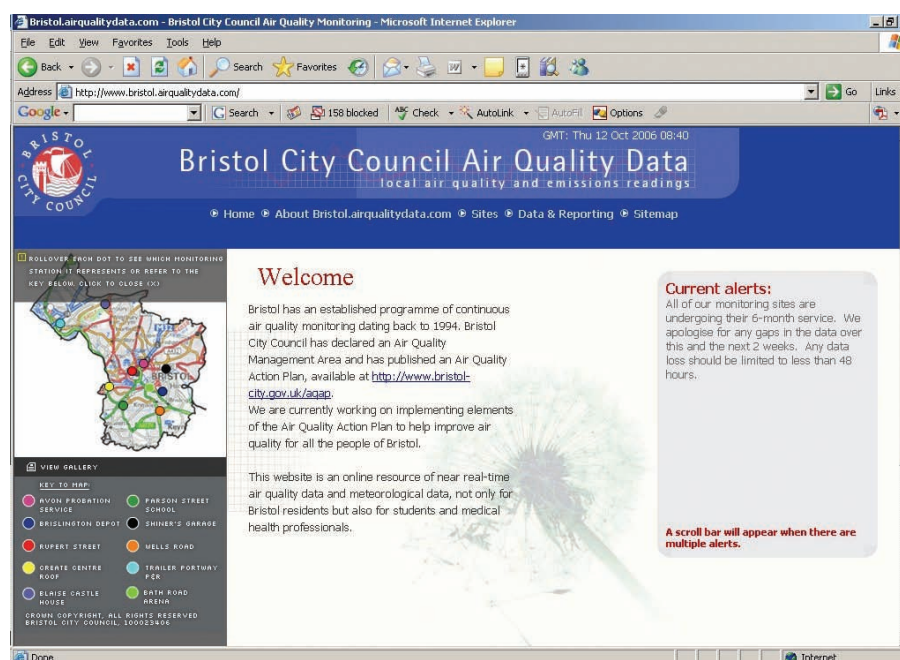 Bristol.airqualitydata.com - Bristol City Council Air Quality Monitoring - Microsoft Internet Explorer
File Edit View Favorites Tools Help
Back Search Favorites
Address http://www.bristol.airqualitydata.com/ Go Links
Google Search 158 blocked Check AutoLink AutoFill Options
GMT: Thu 12 Oct 2006 08:40
BRISTOL CITY COUNCIL
Bristol City Council Air Quality Data
local air quality and emissions readings
Home About Bristol.airqualitydata.com Sites Data & Reporting Sitemap
ROLLOVER EACH DOT TO SEE WHICH MONITORING
STATION IT REPRESENTS OR REFER TO THE
KEY BELOW. CLICK TO CLOSE (X)
BRISTOL
VIEW GALLERY
KEY TO MAP:
AVON PROBATION
SERVICE
PARSON STREET
SCHOOL
BRISLINGTON DEPOT
SHINER'S GARAGE
RUPERT STREET
WELLS ROAD
CREATE CENTRE
ROOF
TRAILER PORTWAY
P&R
BLAISE CASTLE
HOUSE
BATH ROAD
ARENA
CROWN COPYRIGHT, ALL RIGHTS RESERVED
BRISTOL CITY COUNCIL, 100023406
Welcome
Bristol has an established programme of continuous
air quality monitoring dating back to 1994. Bristol
City Council has declared an Air Quality
Management Area and has published an Air Quality
Action Plan, available at http://www.bristol-
city.gov.uk/aqap.
We are currently working on implementing elements
of the Air Quality Action Plan to help improve air
quality for all the people of Bristol.
This website is an online resource of near real-time
air quality data and meteorological data, not only for
Bristol residents but also for students and medical
health professionals.
Current alerts:
All of our monitoring sites are
undergoing their 6-month service. We
apologise for any gaps in the data over
this and the next 2 weeks. Any data
loss should be limited to less than 48
hours.
A scroll bar will appear when there are
multiple alerts.
Done Internet